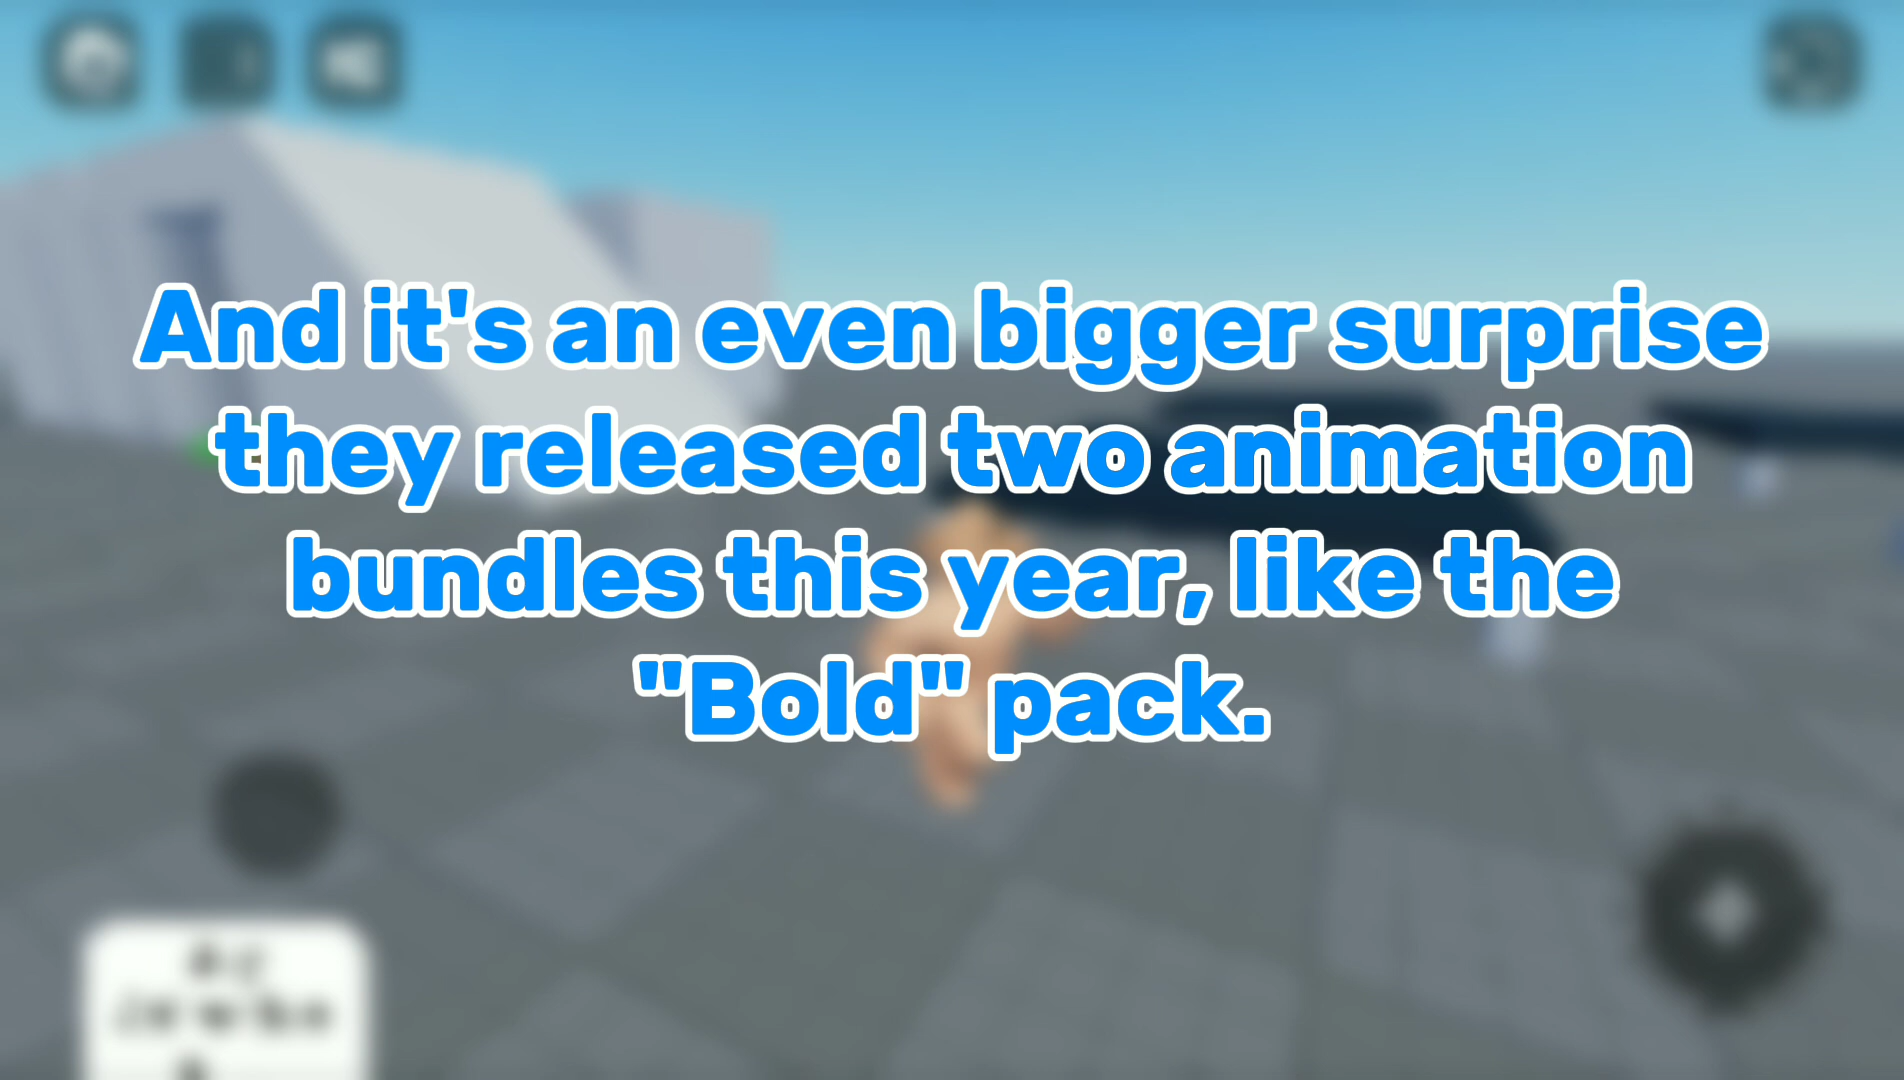 And it's an even bigger surprise
they released two animation
bundles this year, like the
"Bold" pack.